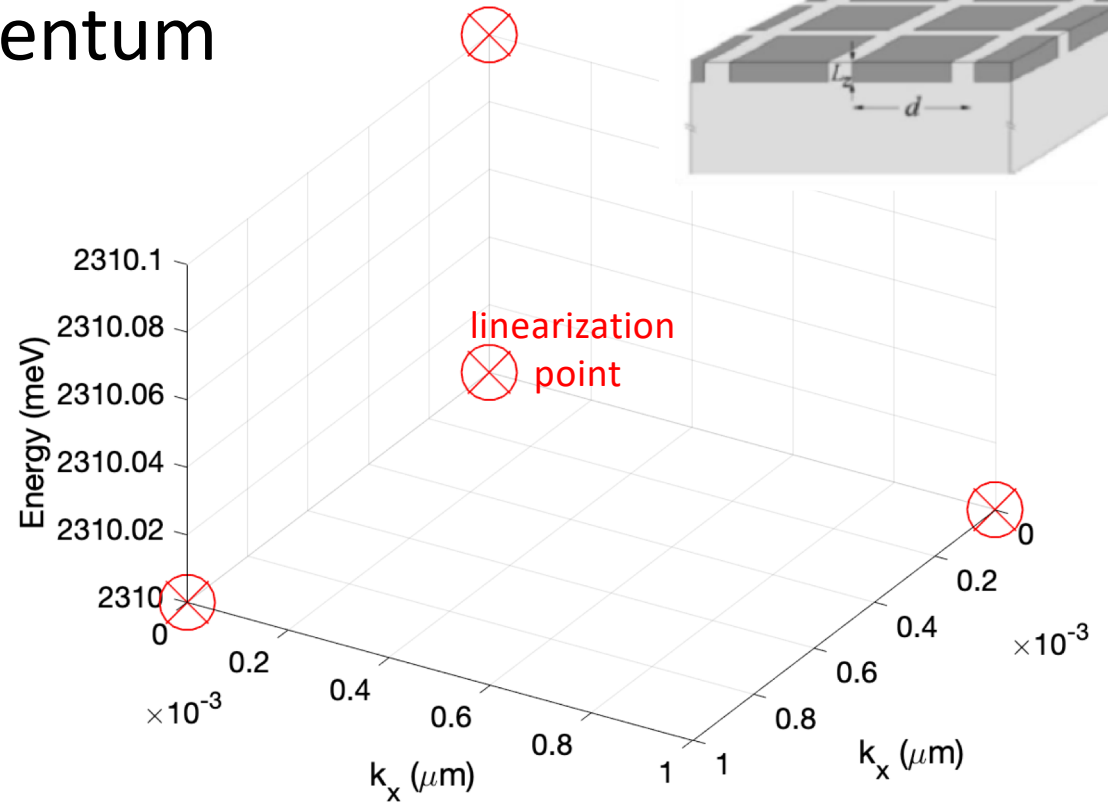 entum
L_z
d
linearization
point
Energy (meV)
2310.1
2310.08
2310.06
2310.04
2310.02
2310
0
0.2
0.4
0.6
0.8
1
×10⁻³
k_x (μm)
0
0.2
0.4
0.6
0.8
1
×10⁻³
k_x (μm)